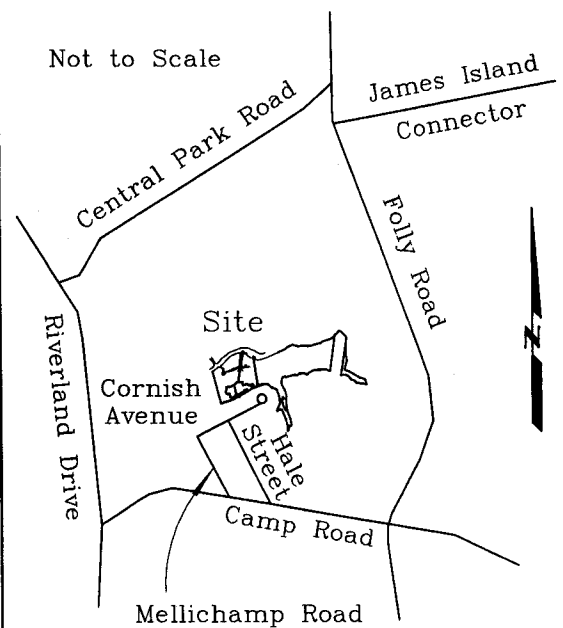 Not to Scale
James Island
Connector
Central Park Road
Folly Road
Riverland Drive
Site
Cornish
Avenue
Hale
Street
Camp Road
Mellichamp Road
N